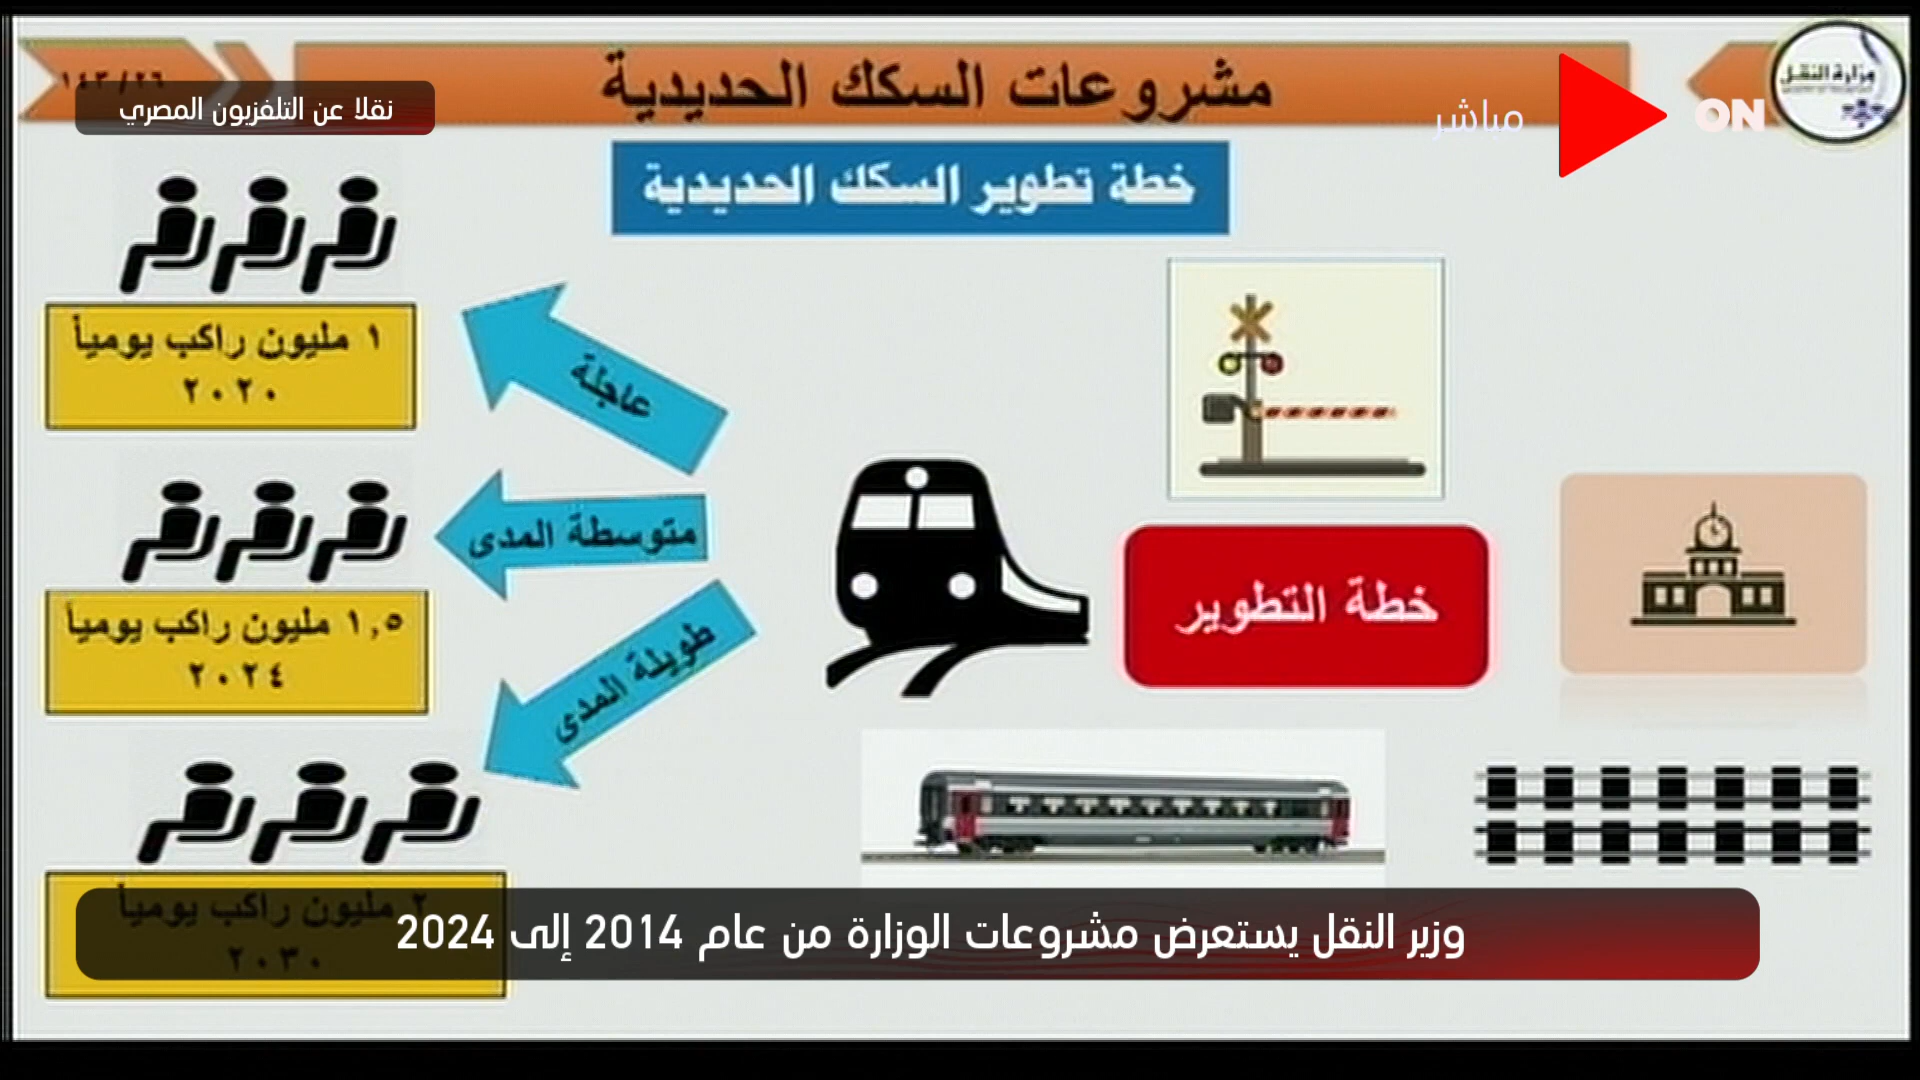 مشروعات السكك الحديدية
١٤٣/٢٦
وزارة النقل
نقلا عن التلفزيون المصري
مباشر
ON
خطة تطوير السكك الحديدية
١ مليون راكب يومياً
٢٠٢٠
عاجلة
متوسطة المدى
١,٥ مليون راكب يومياً
٢٠٢٤
طويلة المدى
خطة التطوير
٢ مليون راكب يومياً
٢٠٣٠
وزير النقل يستعرض مشروعات الوزارة من عام 2014 إلى 2024